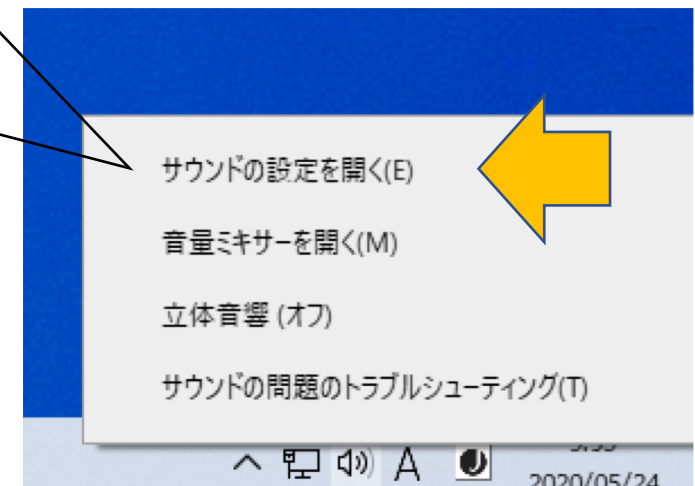 サウンドの設定を開く(E)
音量ミキサーを開く(M)
立体音響 (オフ)
サウンドの問題のトラブルシューティング(T)
A
2020/05/24